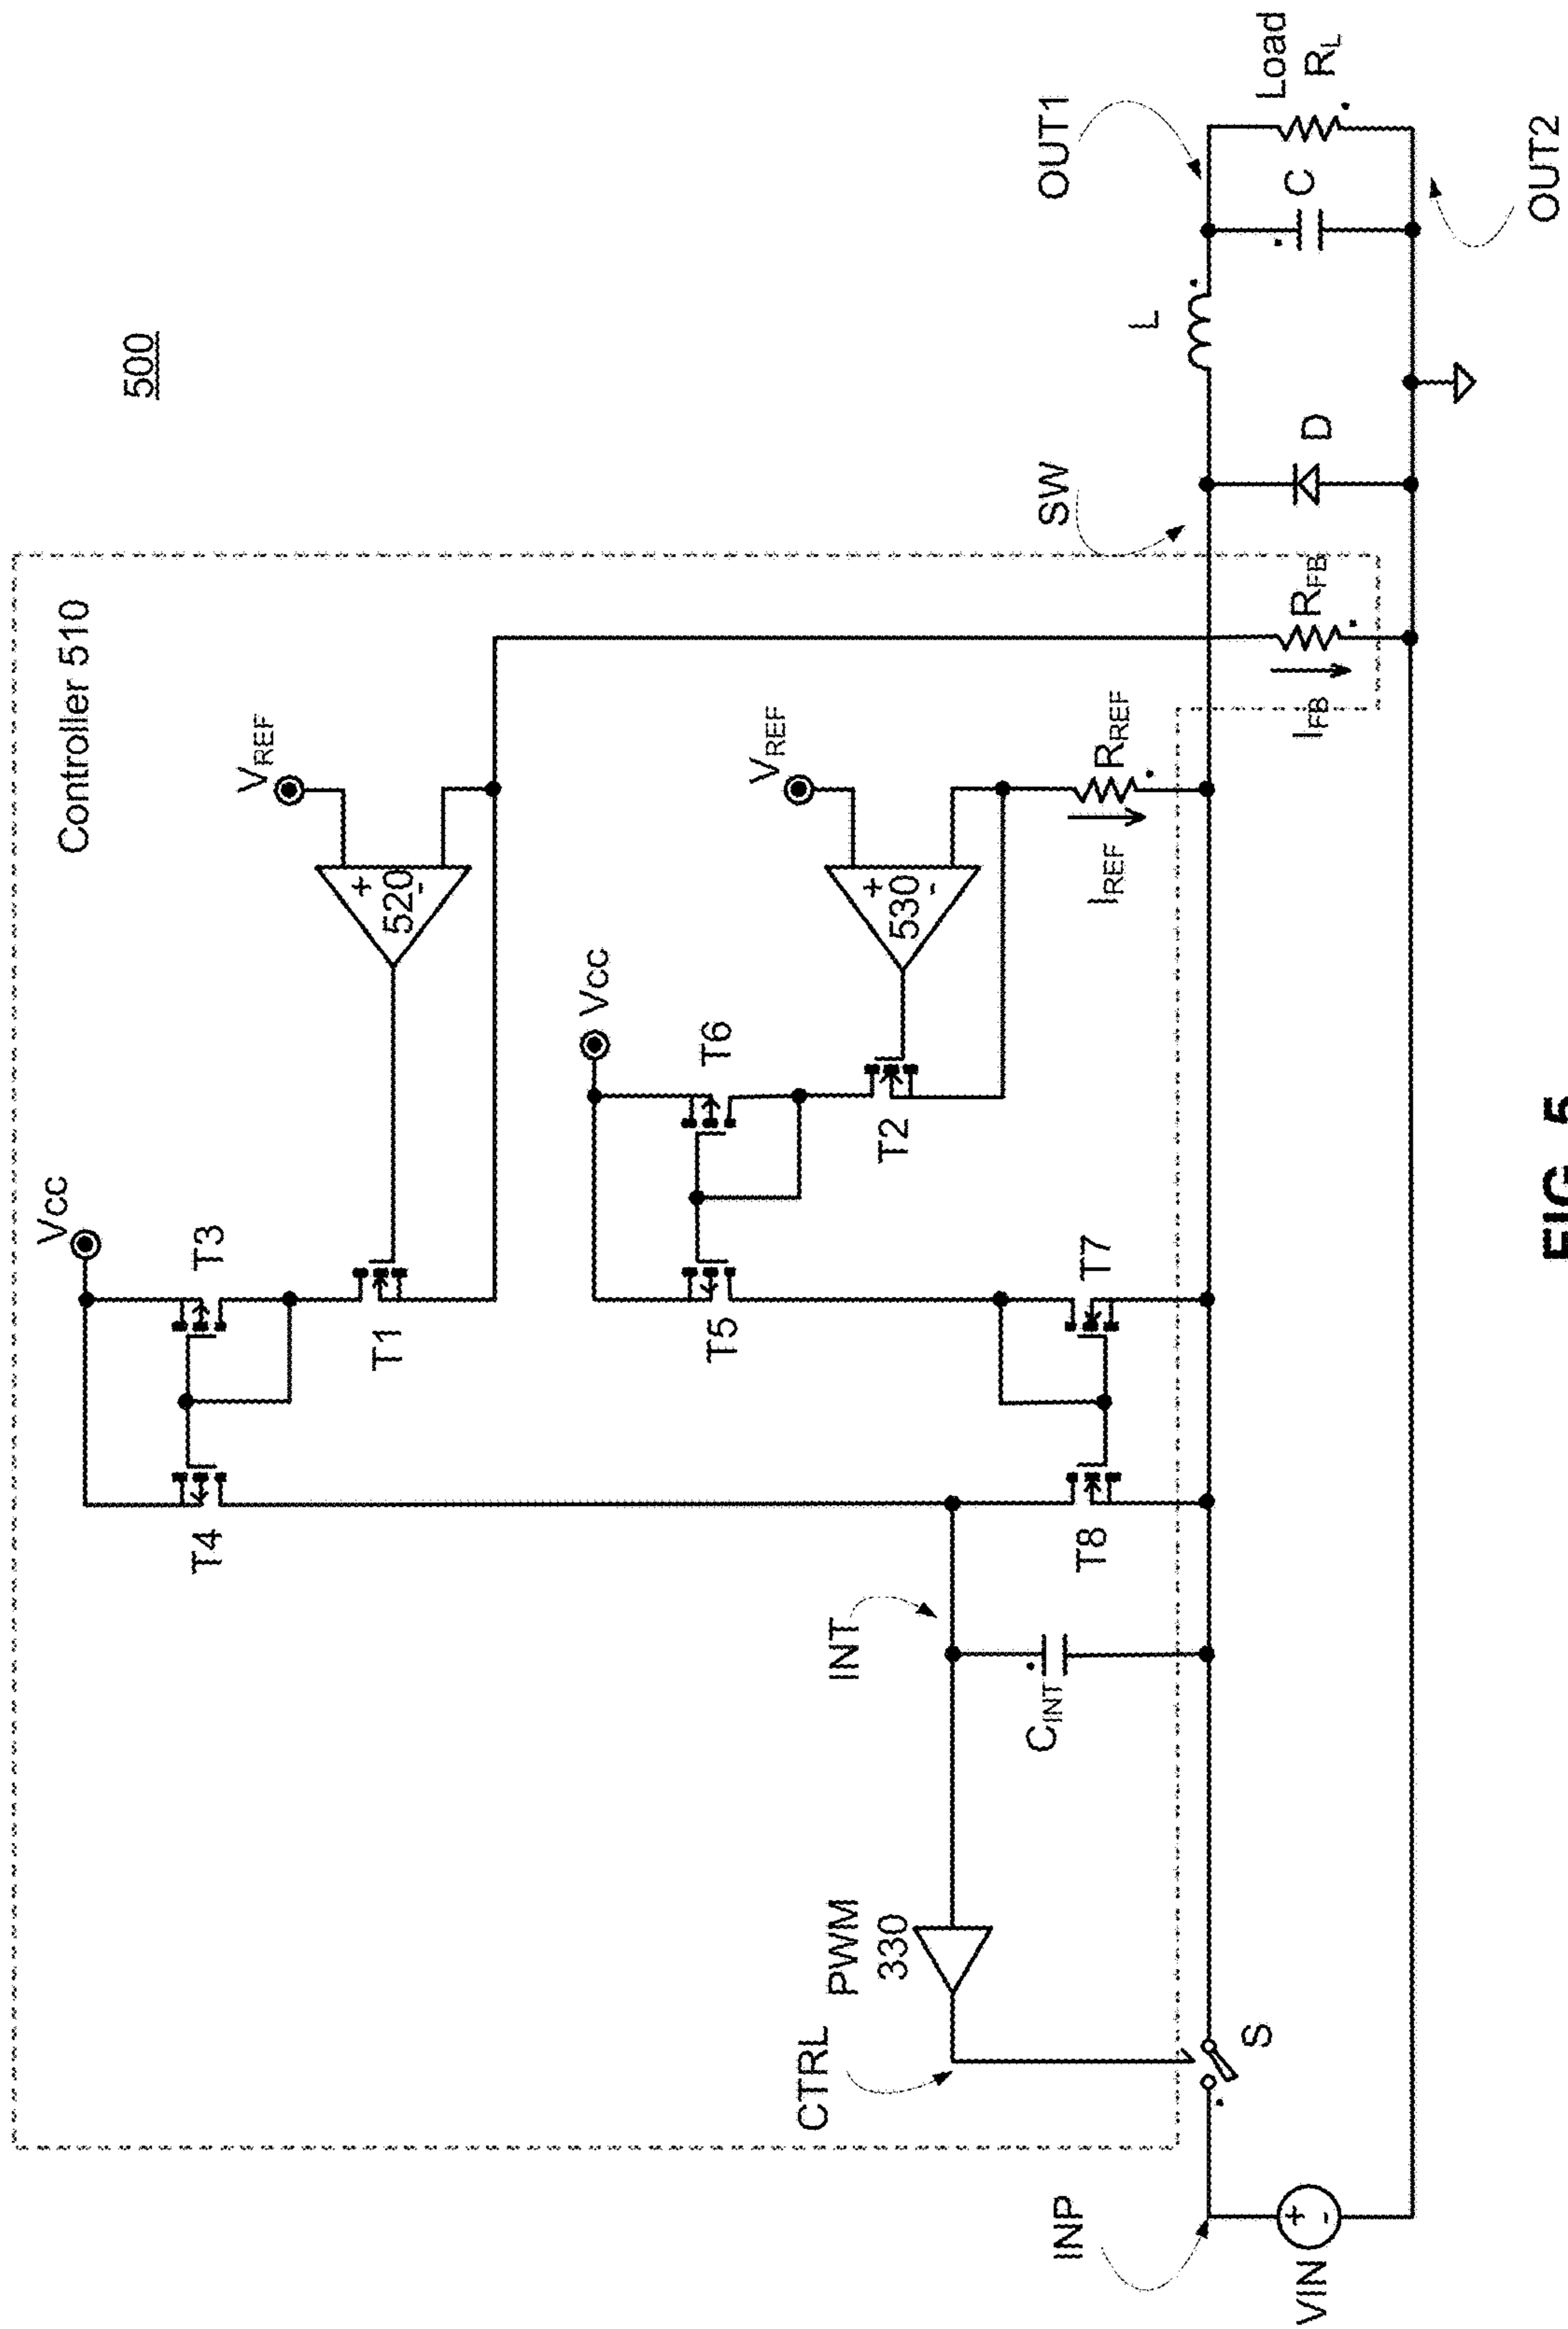 500
Controller 510
Vcc
T4
T3
T1
VREF
+
520
-
Vcc
T5
T6
T2
VREF
+
530
-
IREF
RREF
T8
T7
INT
CINT
PWM
330
CTRL
S
INP
VIN
+
-
IFB
RFB
SW
D
L
C
OUT1
Load
RL
OUT2
FIG. 5